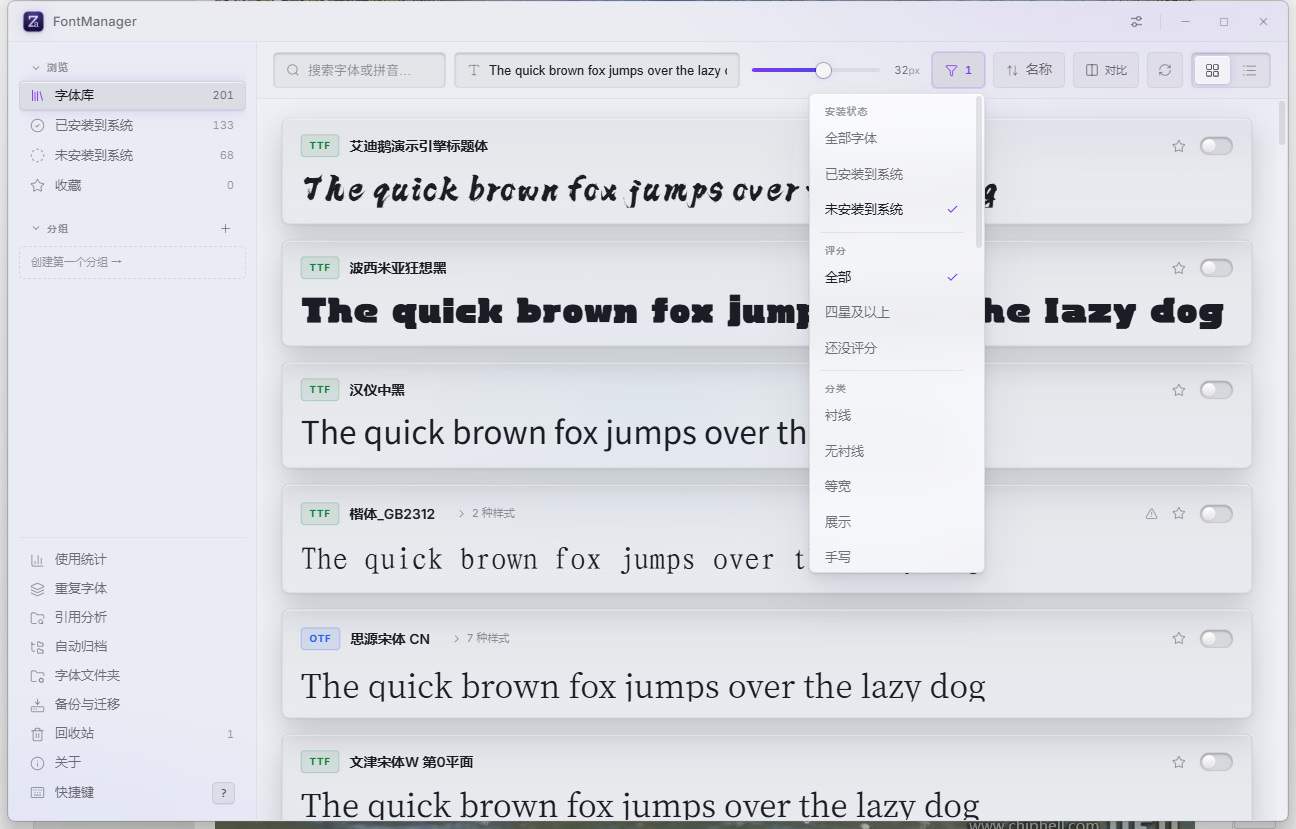 FontManager
浏览
字体库 201
已安装到系统 133
未安装到系统 68
收藏 0
分组
创建第一个分组 →
使用统计
重复字体
引用分析
自动归档
字体文件夹
备份与迁移
回收站 1
关于
快捷键 ?
搜索字体或拼音...
The quick brown fox jumps over the lazy
32px
1
名称
对比
TTF 艾迪鹅演示引擎标题体
The quick brown fox jumps over
TTF 波西米亚狂想黑
The quick brown fox jump he lazy dog
TTF 汉仪中黑
The quick brown fox jumps over th
TTF 楷体_GB2312 2 种样式
The quick brown fox jumps over t
OTF 思源宋体 CN 7 种样式
The quick brown fox jumps over the lazy dog
TTF 文津宋体W 第0平面
The quick brown fox jumps over the lazy dog
安装状态
全部字体
已安装到系统
未安装到系统
评分
全部
四星及以上
还没评分
分类
衬线
无衬线
等宽
展示
手写
www.chiphell.com